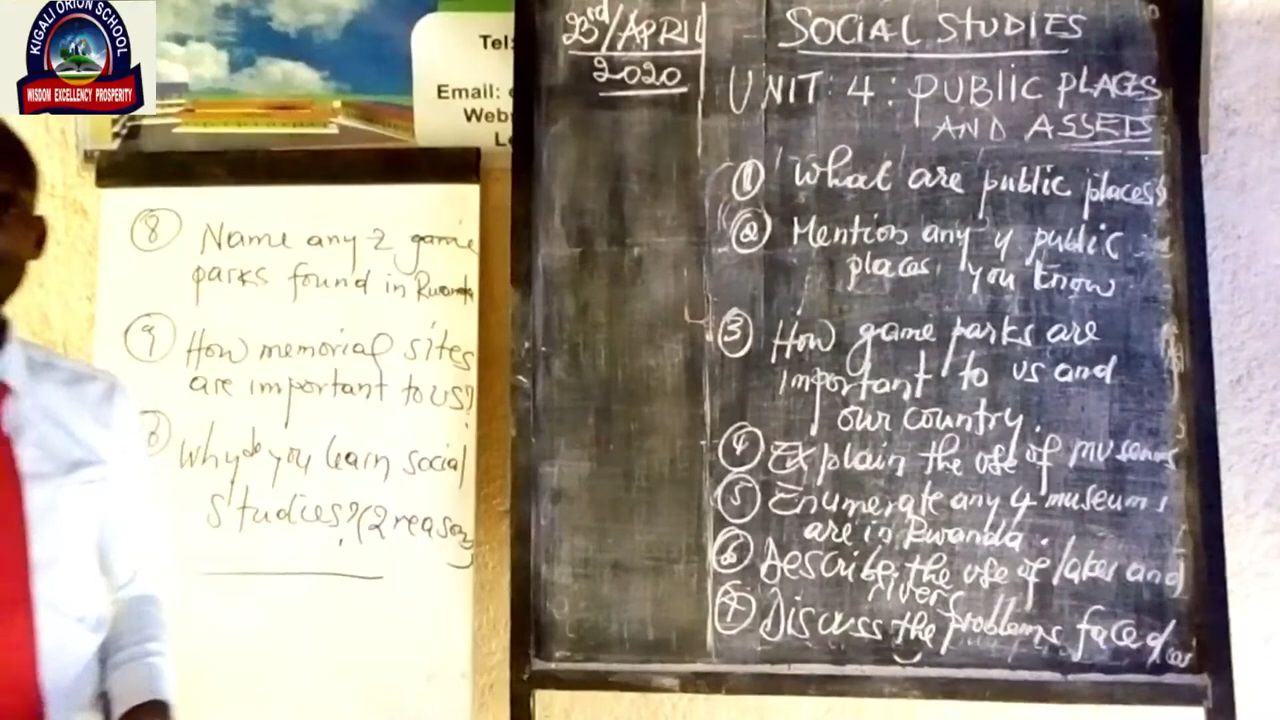 KIGALI ORION SCHOOL
WISDOM EXCELLENCY PROSPERITY
Tel:
Email:
Webs
23rd/APRIL
2020
SOCIAL STUDIES
UNIT: 4: PUBLIC PLACES
AND ASSETS
① What are public places?
② Mention any 4 public
places, you know
③ How game parks are
important to us and
our country.
④ Explain the use of museums
⑤ Enumerate any 4 museums
are in Rwanda.
⑥ Describe the use of lakes and
rivers
⑦ Discuss the problems faced
⑧ Name any 2 game
parks found in Rwanda
⑨ How memorial sites
are important to us?
Why do you learn social
studies? (2 reasons